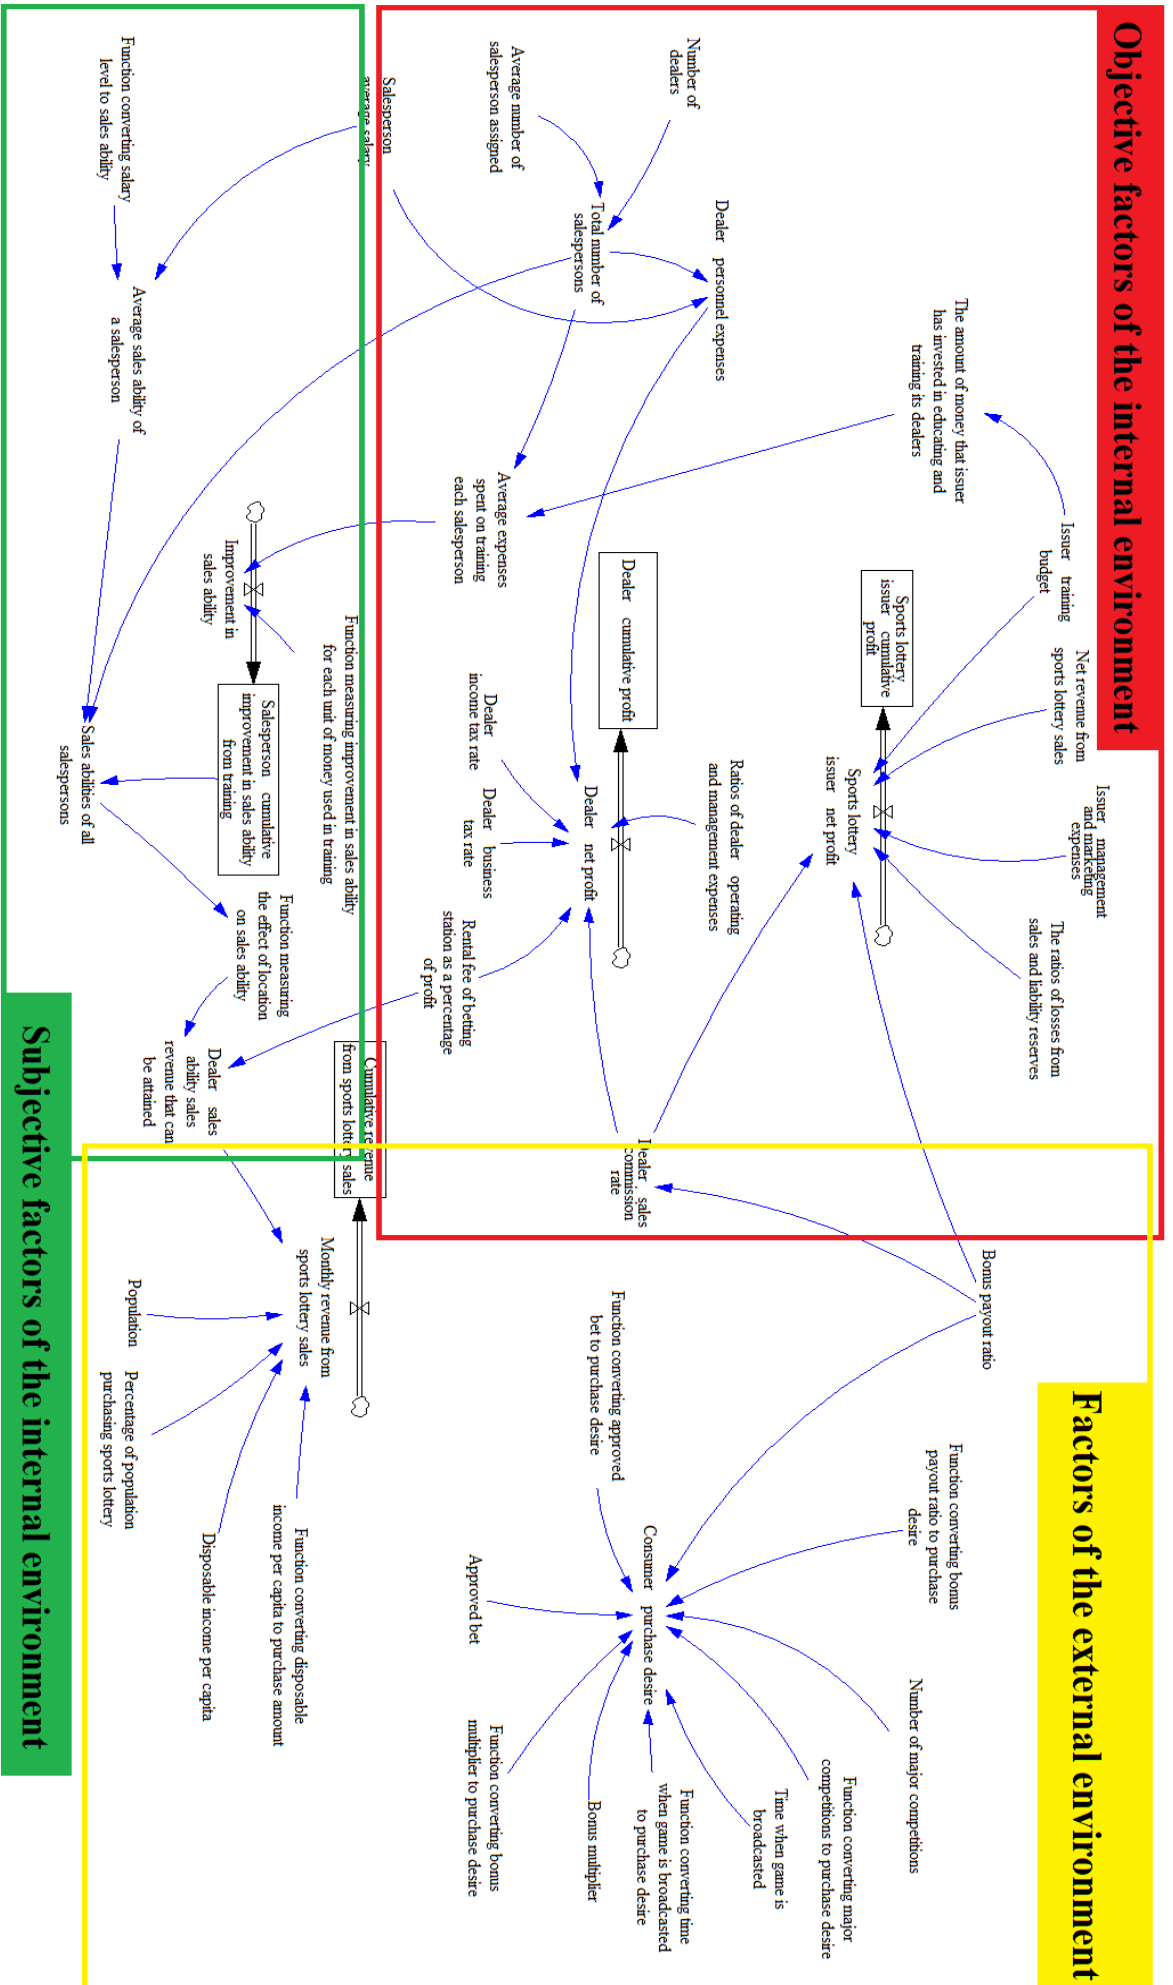 Objective factors of the internal environment
Number of
dealers
Average number of
salesperson assigned
Salesperson
average salary
Function converting salary
level to sales ability
Dealer personnel expenses
Total number of
salespersons
Average sales ability of
a salesperson
The amount of money that issuer
has invested in educating and
training its dealers
Issuer training
budget
Average expenses
spent on training
each salesperson
Improvement in
sales ability
Sports lottery
issuer cumulative
profit
Dealer cumulative profit
Net revenue from
sports lottery sales
Function measuring improvement in sales ability
for each unit of money used in training
Dealer
income tax rate
Salesperson cumulative
improvement in sales ability
from training
Sales abilities of all
salespersons
Issuer management
and marketing
expenses
Sports lottery
issuer net profit
Ratios of dealer operating
and management expenses
Dealer net profit
Dealer business
tax rate
The ratios of losses from
sales and liability reserves
Rental fee of betting
station as a percentage
of profit
Function measuring
the effect of location
on sales ability
Dealer sales
ability sales
revenue that can
be attained
Cumulative revenue
from sports lottery sales
Dealer sales
commission
rate
Subjective factors of the internal environment
Bonus payout ratio
Monthly revenue from
sports lottery sales
Population
Percentage of population
purchasing sports lottery
Disposable income per capita
Function converting disposable
income per capita to purchase amount
Function converting approved
bet to purchase desire
Factors of the external environment
Function converting bonus
payout ratio to purchase
desire
Consumer purchase desire
Approved bet
Number of major competitions
Function converting major
competitions to purchase desire
Time when game is
broadcasted
Function converting time
when game is broadcasted
to purchase desire
Bonus multiplier
Function converting bonus
multiplier to purchase desire